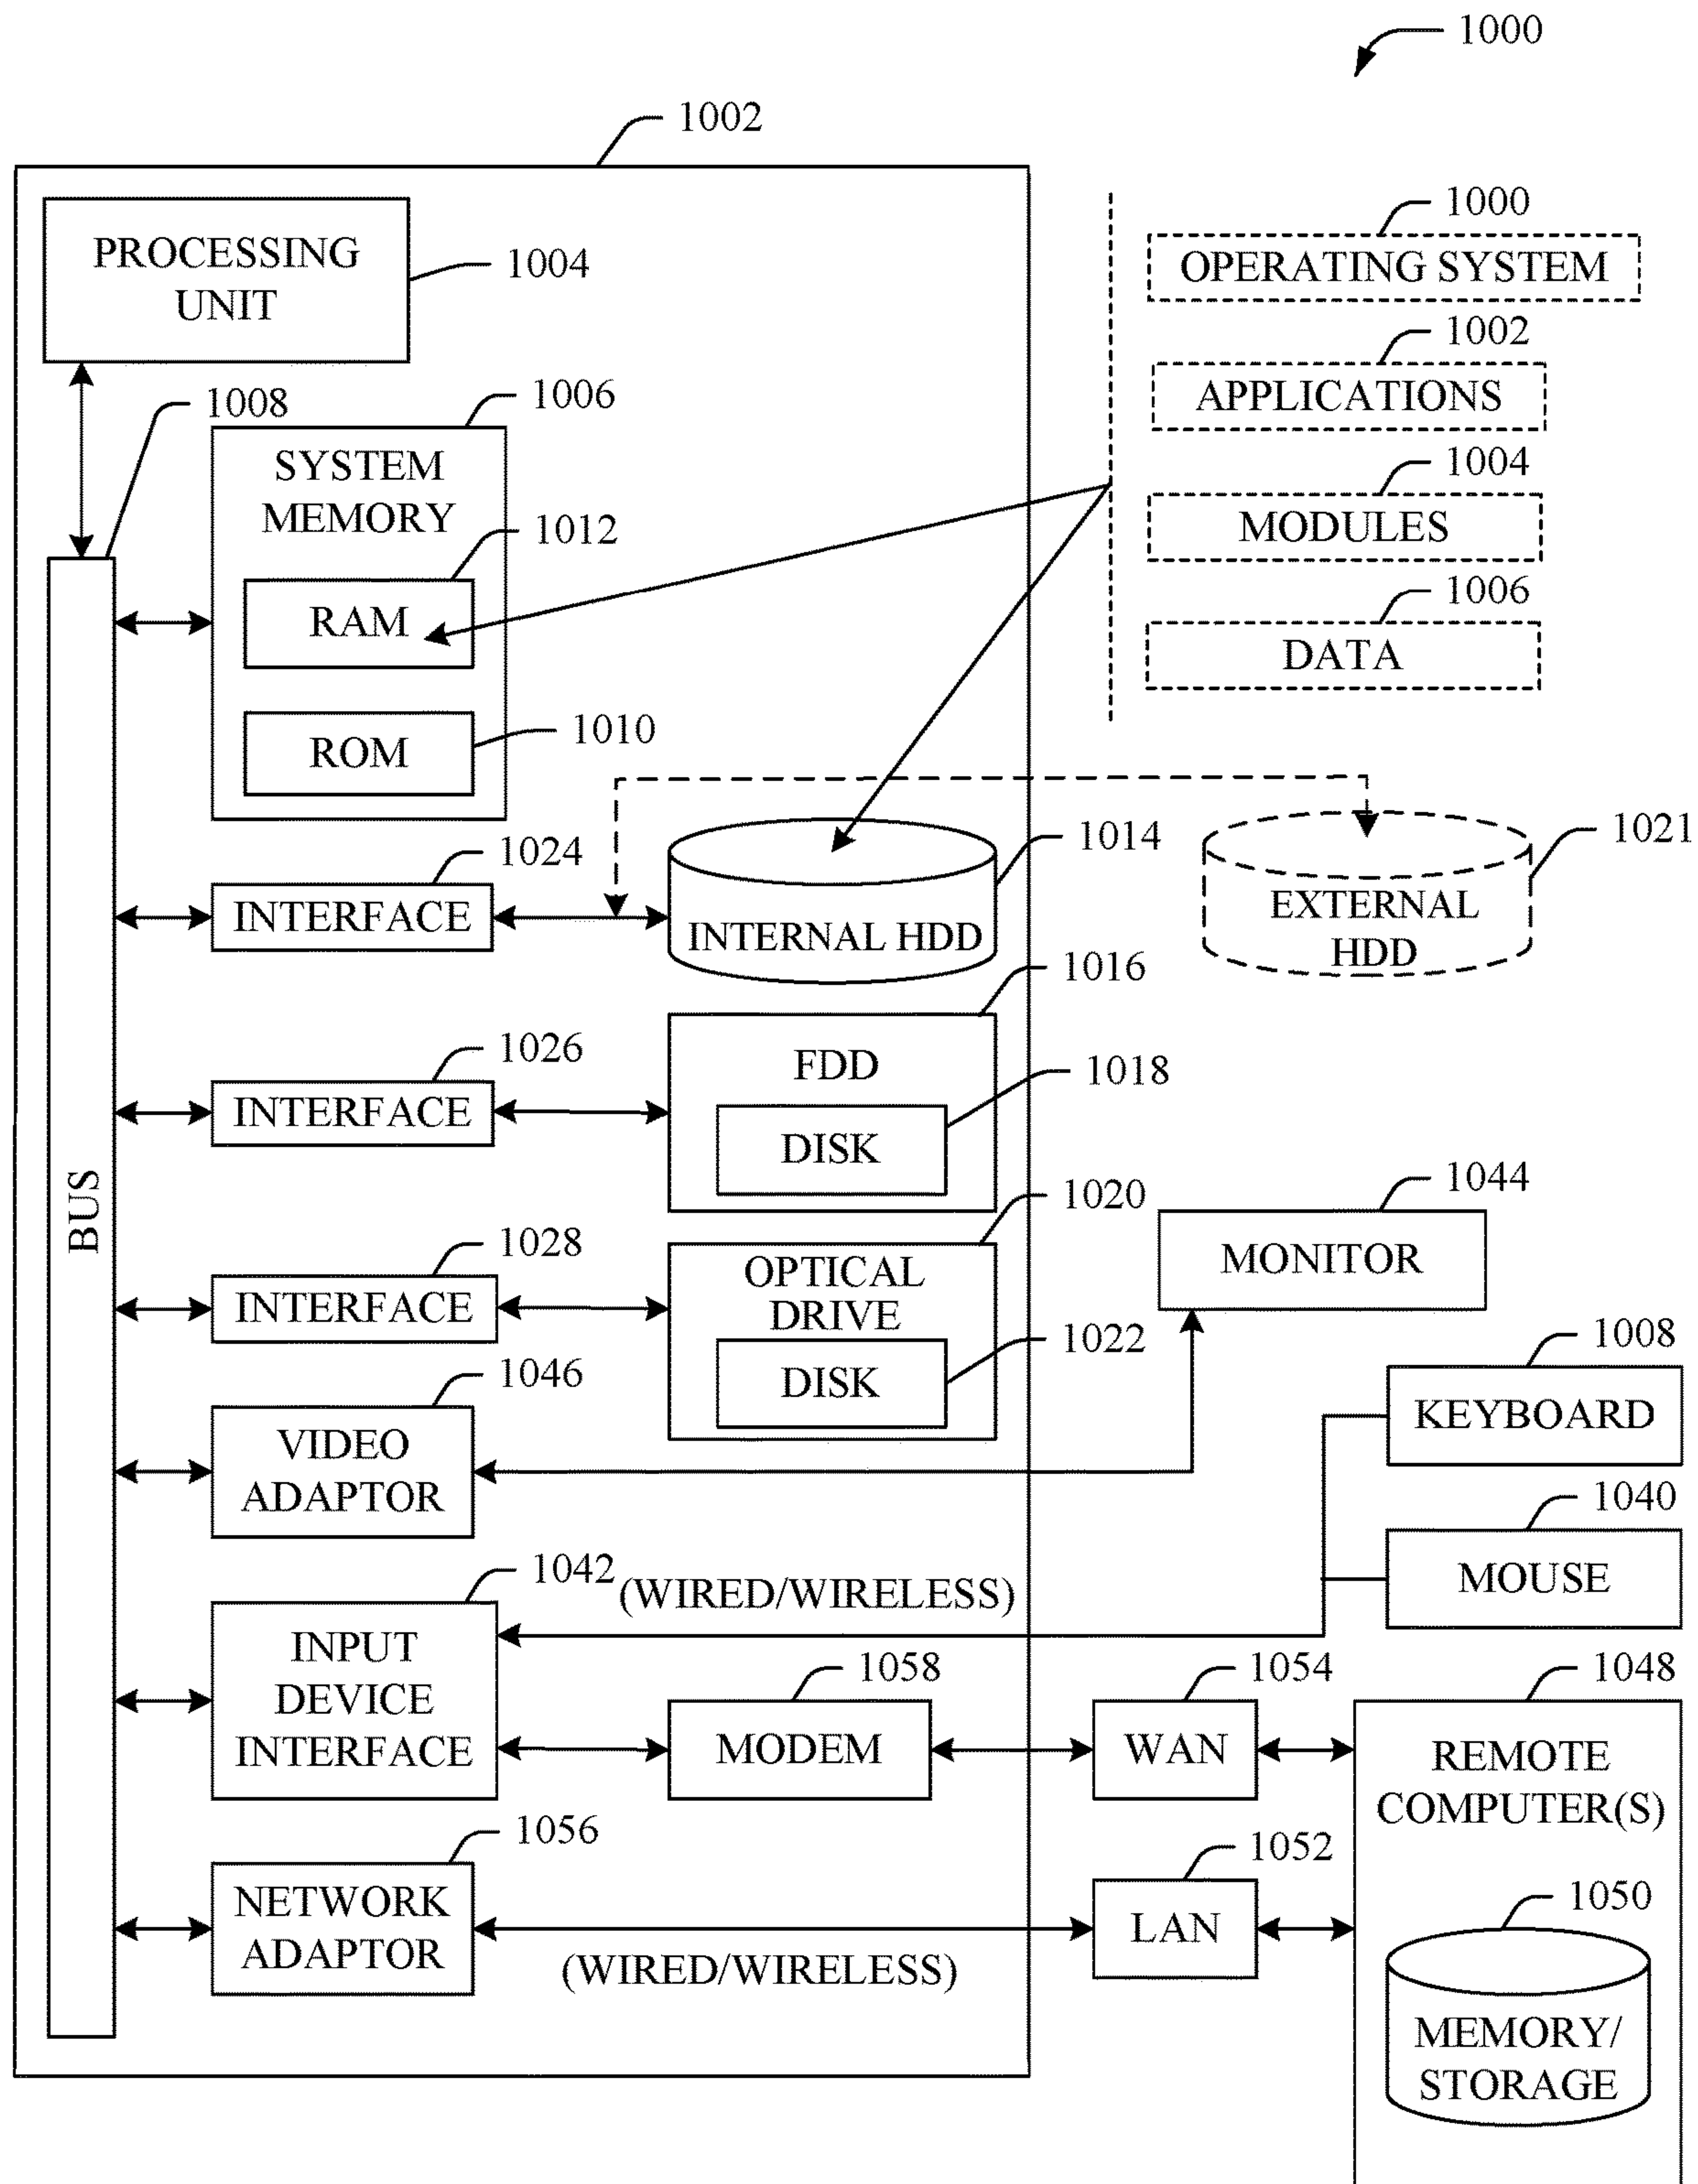 1000
1002
PROCESSING
UNIT
1004
1000
OPERATING SYSTEM
1002
APPLICATIONS
1008
1006
SYSTEM
MEMORY
1004
MODULES
1012
RAM
1006
DATA
1010
ROM
1024
INTERFACE
1014
INTERNAL HDD
1021
EXTERNAL
HDD
1016
FDD
1026
INTERFACE
1018
DISK
BUS
1020
OPTICAL
DRIVE
1028
INTERFACE
1022
DISK
1044
MONITOR
1046
VIDEO
ADAPTOR
1008
KEYBOARD
1040
MOUSE
1042
(WIRED/WIRELESS)
INPUT
DEVICE
INTERFACE
1058
MODEM
1054
WAN
1048
REMOTE
COMPUTER(S)
1056
NETWORK
ADAPTOR
(WIRED/WIRELESS)
1052
LAN
1050
MEMORY/
STORAGE